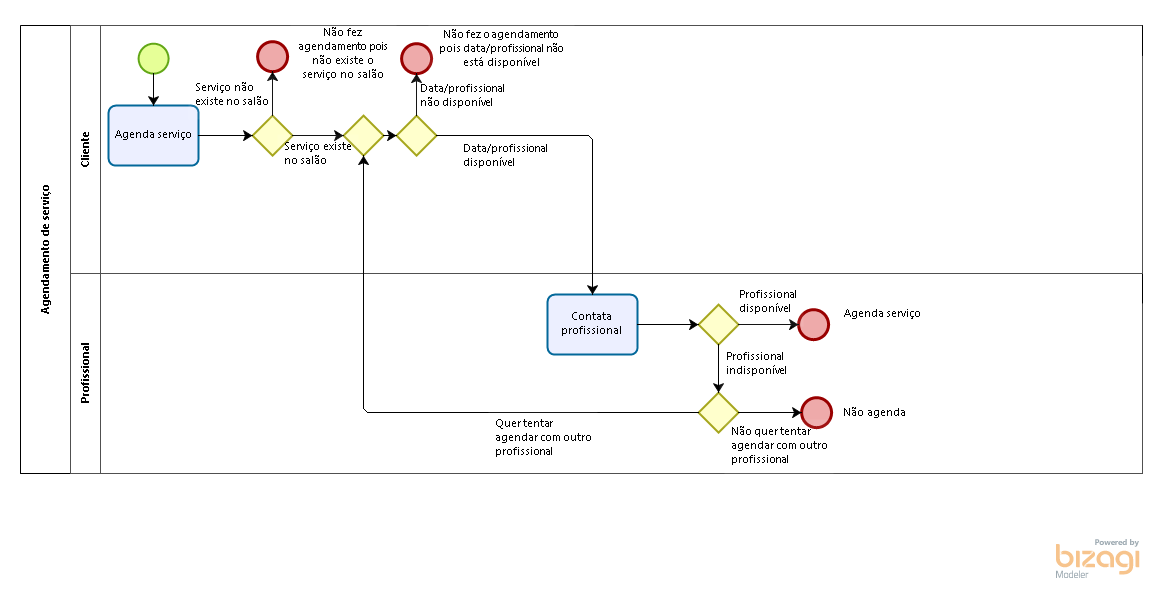 Agendamento de serviço
Cliente
Profissional
Não fez
agendamento pois
não existe o
serviço no salão
Não fez o agendamento
pois data/profissional não
está disponível
Serviço não
existe no salão
Data/profissional
não disponível
Agenda serviço
Serviço existe
no salão
Data/profissional
disponível
Contata
profissional
Profissional
disponível
Agenda serviço
Profissional
indisponível
Quer tentar
agendar com outro
profissional
Não quer tentar
agendar com outro
profissional
Não agenda
Powered by
bizagi
Modeler